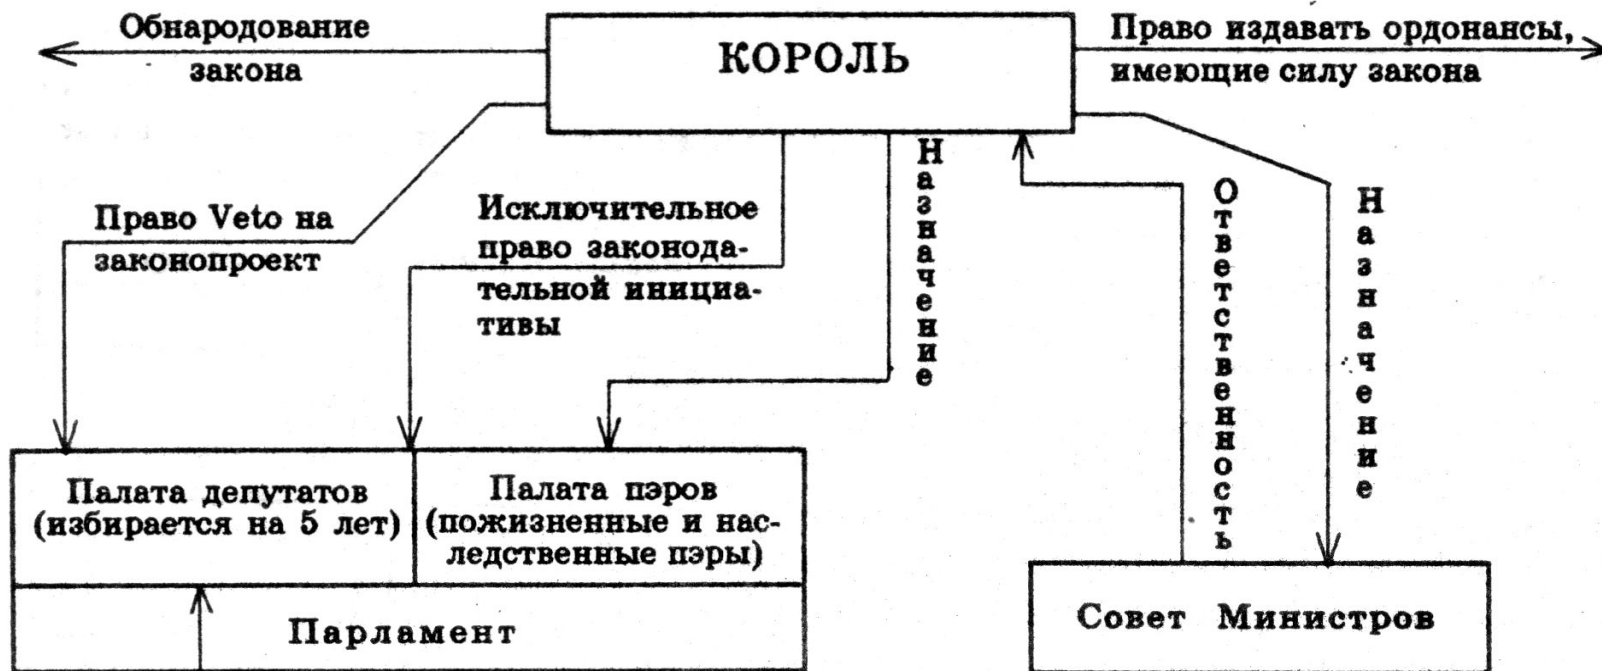 Обнародование
закона
КОРОЛЬ
Право издавать ордонансы,
имеющие силу закона
Право Veto на
законопроект
Исключительное
право законода-
тельной инициа-
тивы
Назначение
Ответственность
Назначение
Палата депутатов
(избирается на 5 лет)
Палата пэров
(пожизненные и нас-
ледственные пэры)
Парламент
Совет Министров